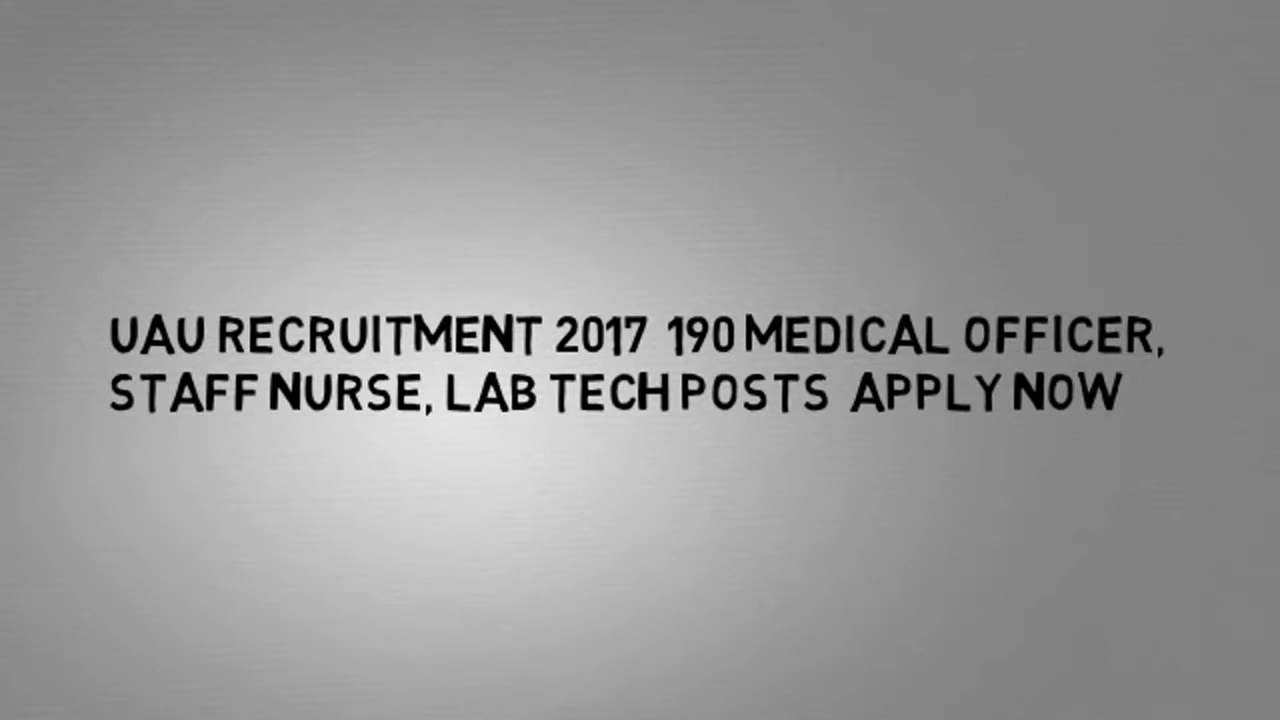 UAU RECRUITMENT 2017 190 MEDICAL OFFICER,
STAFF NURSE, LAB TECH POSTS APPLY NOW